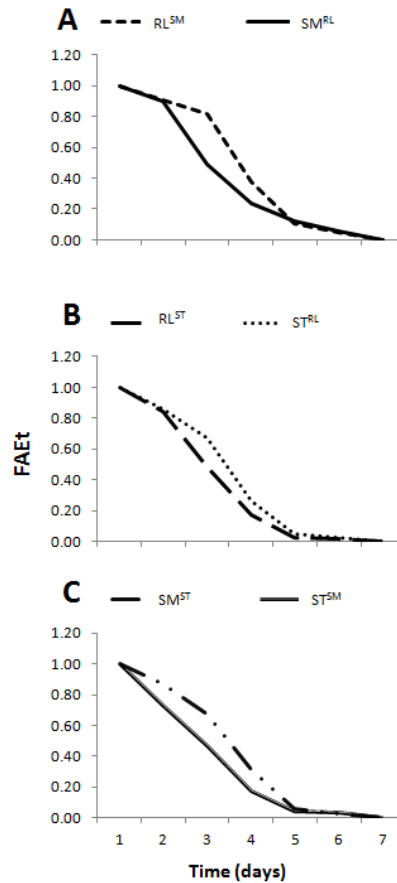 A
RL^SM SM^RL
1.20
1.00
0.80
0.60
0.40
0.20
0.00
B
RL^ST ST^RL
1.20
1.00
0.80
0.60
0.40
0.20
0.00
FAEt
C
SM^ST ST^SM
1.20
1.00
0.80
0.60
0.40
0.20
0.00
1 2 3 4 5 6 7
Time (days)